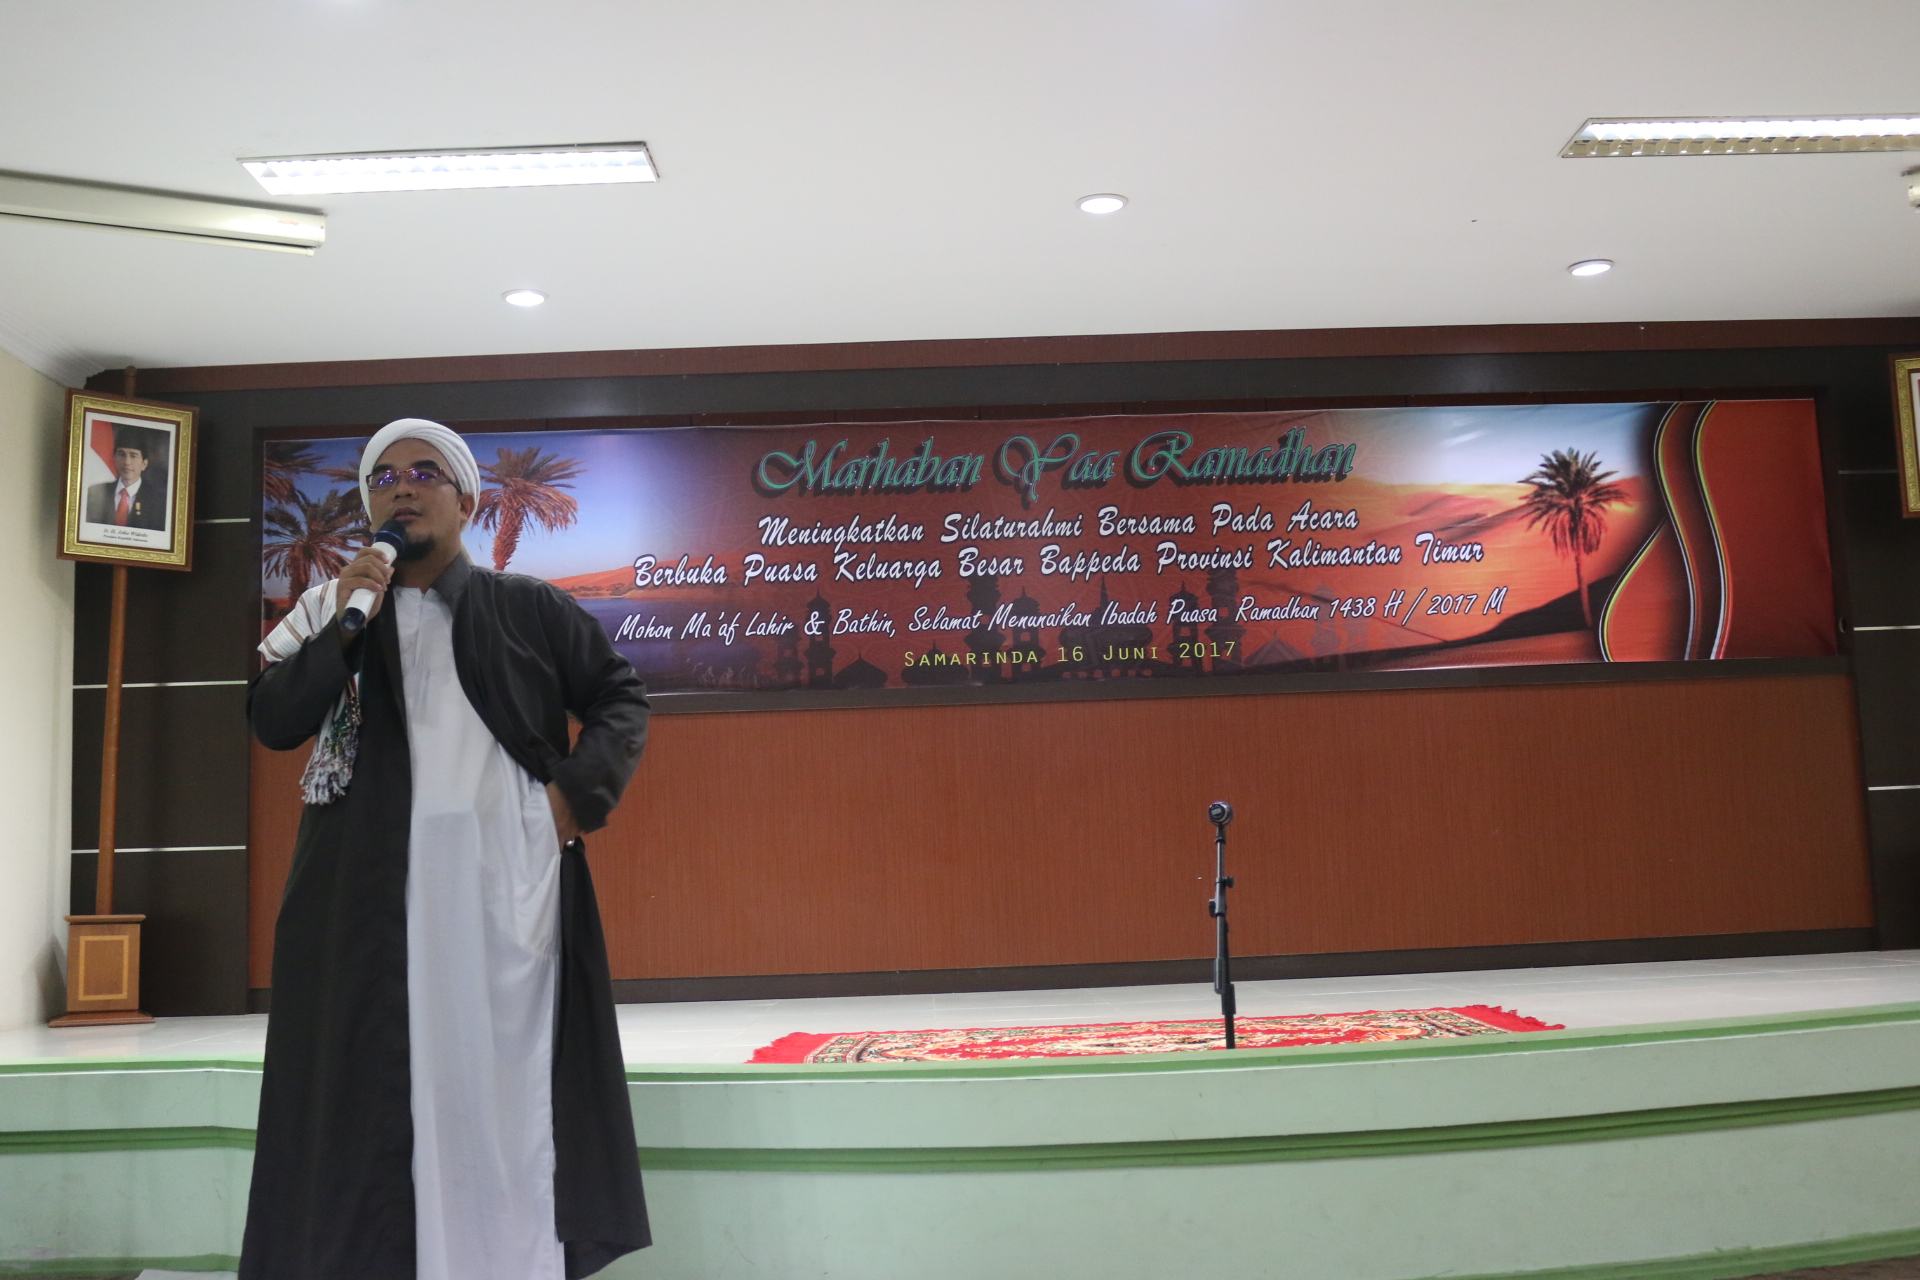 Marhaban Yaa Ramadhan
Meningkatkan Silaturahmi Bersama Pada Acara
Berbuka Puasa Keluarga Besar Bappeda Provinsi Kalimantan Timur
Mohon Ma'af Lahir & Bathin, Selamat Menunaikan Ibadah Puasa Ramadhan 1438 H / 2017 M
SAMARINDA 16 JUNI 2017